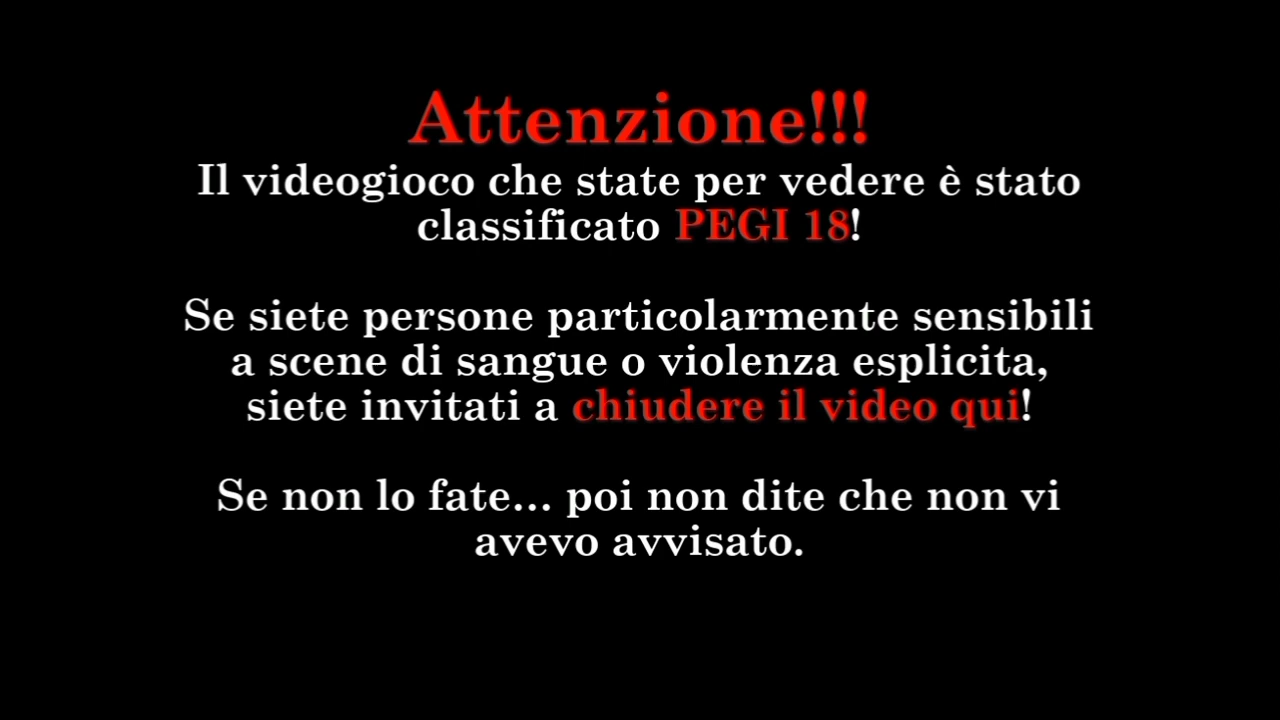 Attenzione!!!
Il videogioco che state per vedere è stato
classificato PEGI 18!
Se siete persone particolarmente sensibili
a scene di sangue o violenza esplicita,
siete invitati a chiudere il video qui!
Se non lo fate... poi non dite che non vi
avevo avvisato.